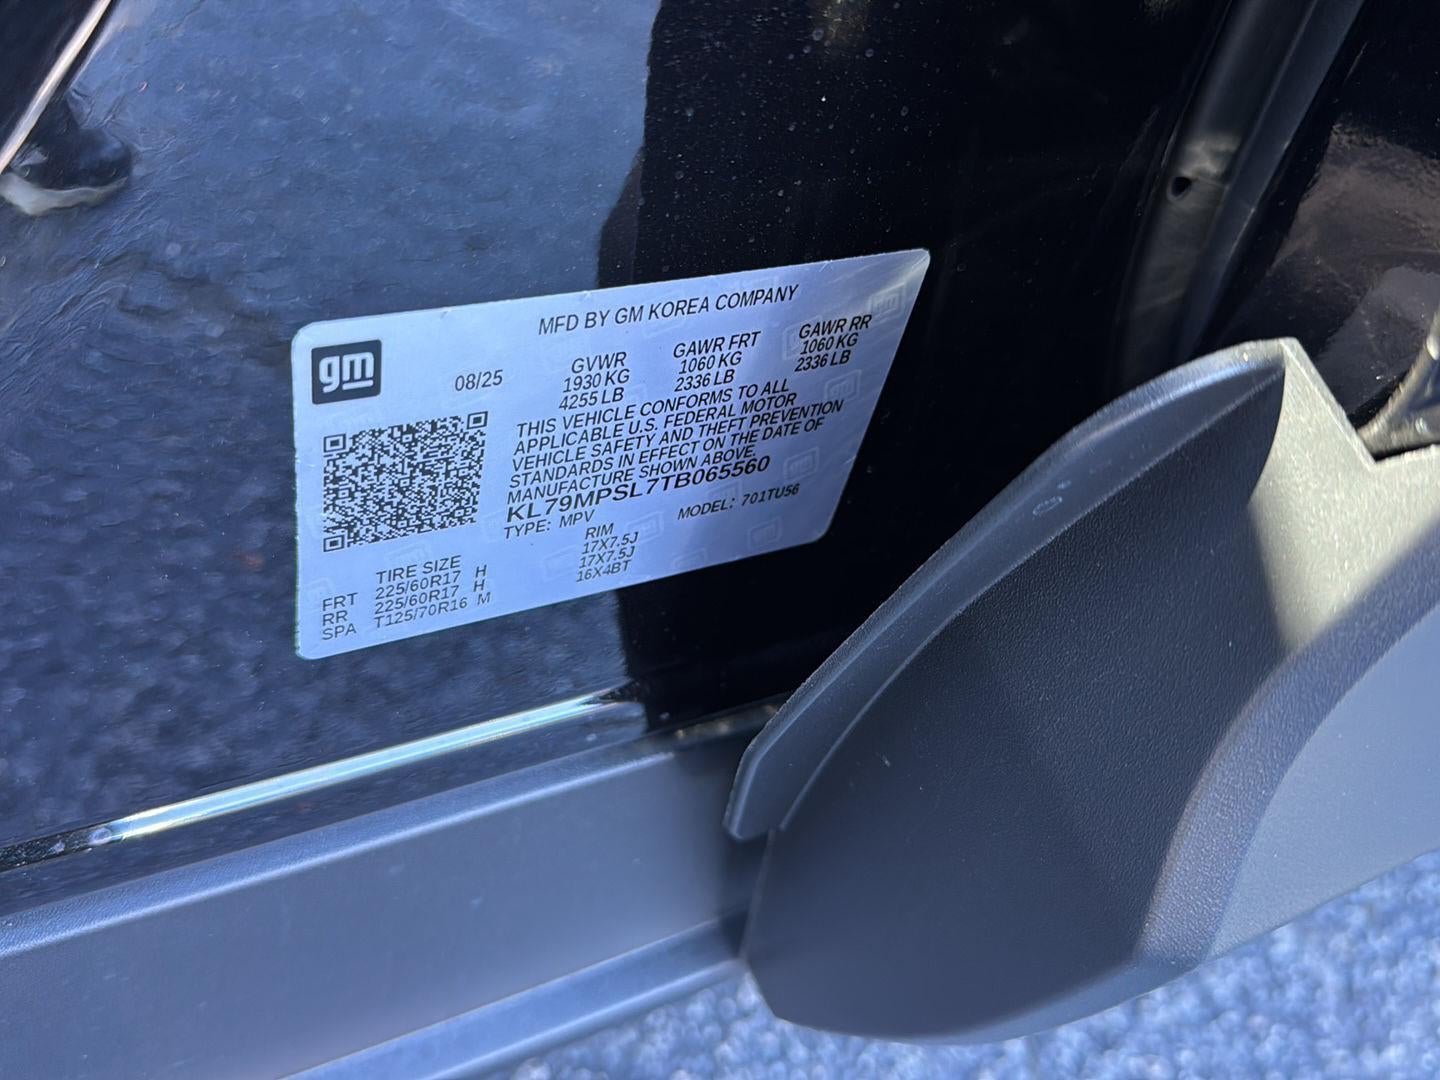 gm
MFD BY GM KOREA COMPANY
08/25
GVWR GAWR FRT GAWR RR
1930 KG 1060 KG 1060 KG
4255 LB 2336 LB 2336 LB
THIS VEHICLE CONFORMS TO ALL
APPLICABLE U.S. FEDERAL MOTOR
VEHICLE SAFETY AND THEFT PREVENTION
STANDARDS IN EFFECT ON THE DATE OF
MANUFACTURE SHOWN ABOVE.
KL79MPSL7TB065560
TYPE: MPV MODEL: 701TU56
TIRE SIZE RIM
FRT 225/60R17 H 17X7.5J
RR 225/60R17 H 17X7.5J
SPA T125/70R16 M 16X4BT